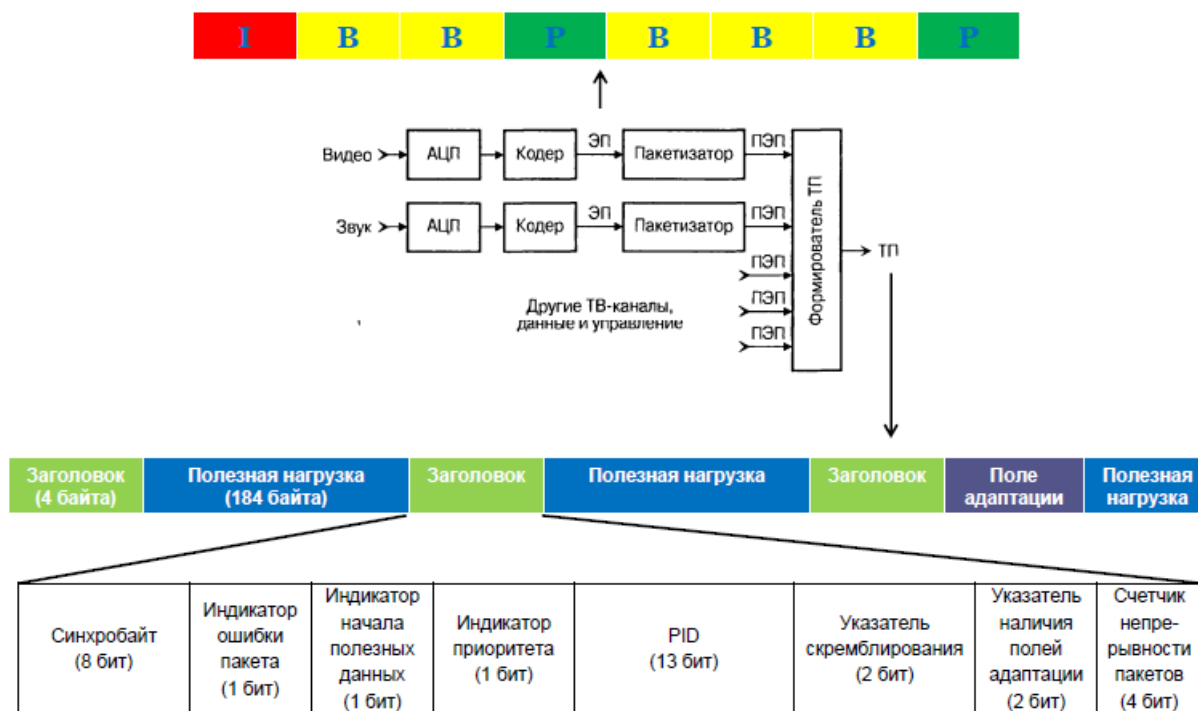 I B B P B B B P
Видео АЦП Кодер ЭП Пакетизатор ПЭП
Звук АЦП Кодер ЭП Пакетизатор ПЭП
ПЭП
ПЭП
ПЭП
Другие ТВ-каналы,
данные и управление
Формирователь ТП
ТП
Заголовок
(4 байта)
Полезная нагрузка
(184 байта)
Заголовок
Полезная нагрузка
Заголовок
Поле
адаптации
Полезная
нагрузка
Синхробайт
(8 бит)
Индикатор
ошибки
пакета
(1 бит)
Индикатор
начала
полезных
данных
(1 бит)
Индикатор
приоритета
(1 бит)
PID
(13 бит)
Указатель
скремблирования
(2 бит)
Указатель
наличия
полей
адаптации
(2 бит)
Счетчик
непре-
рывности
пакетов
(4 бит)